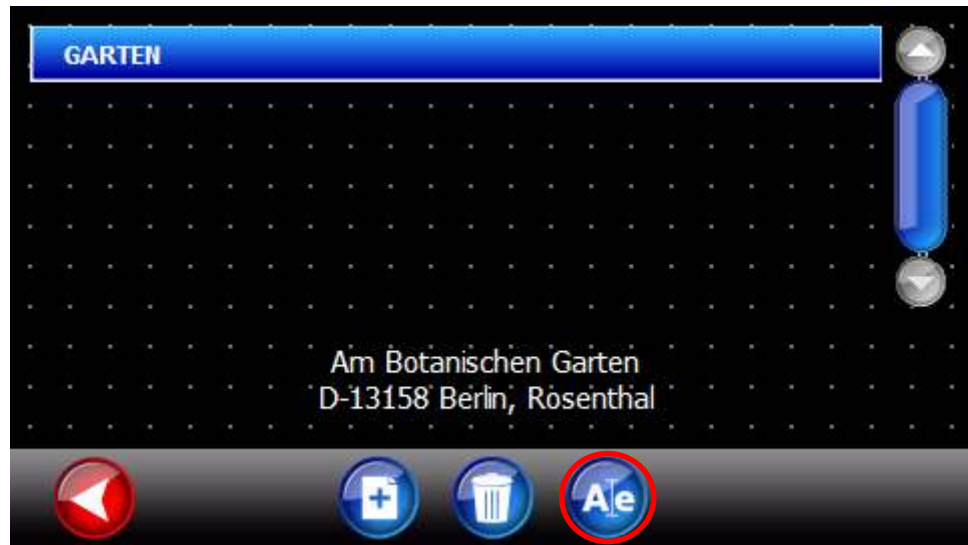 GARTEN
Am Botanischen Garten
D-13158 Berlin, Rosenthal
A e